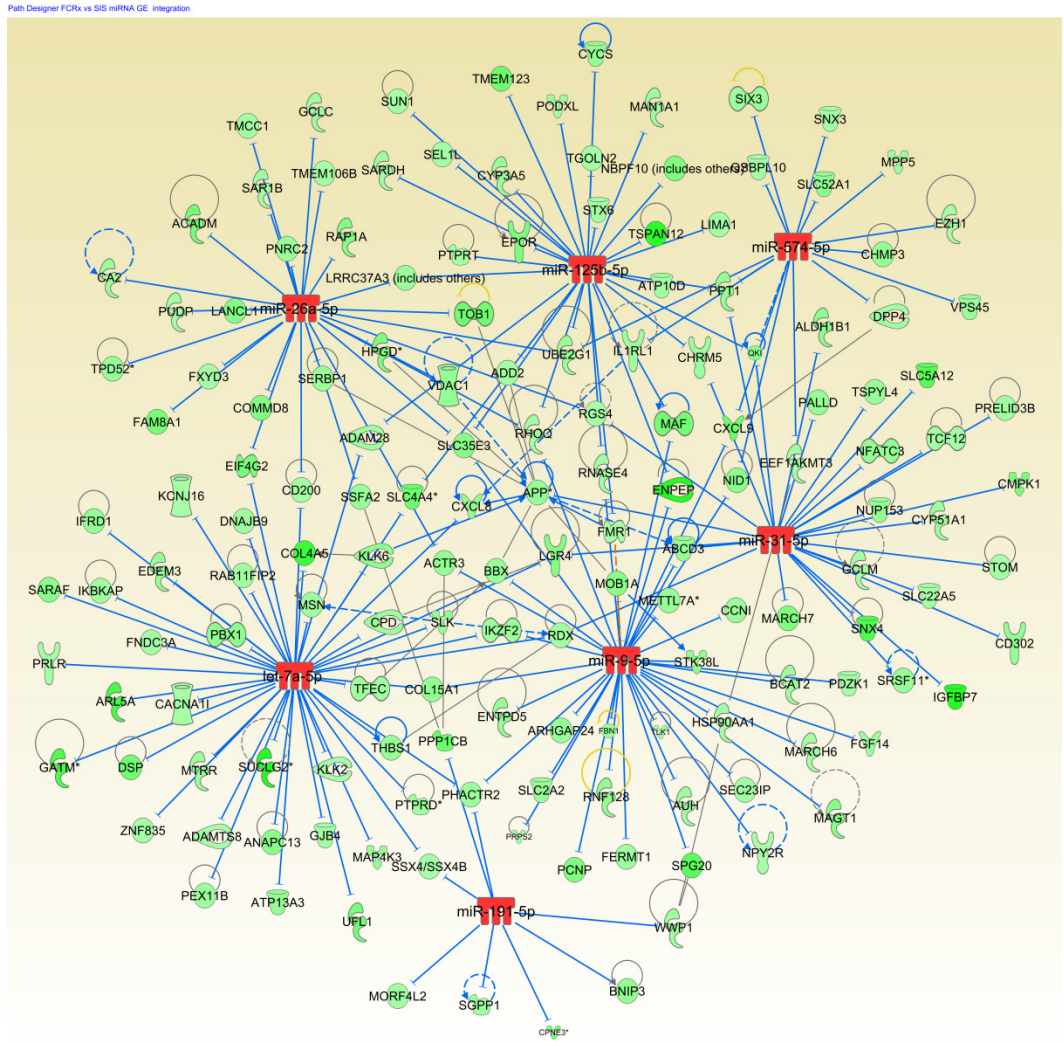 Path Designer FCRx vs SIS miRNA GE integration
CYCS
TMEM123
SUN1
PODXL
MAN1A1
SIX3
SNX3
GCLC
TMCC1
SEL1L
TGOLN2
NBPF10 (includes others)
OSBPL10
MPP5
SARDH
CYP3A5
SLC52A1
TMEM106B
SAR1B
STX6
LIMA1
EZH1
ACADM
RAP1A
EPOR
TSPAN12
PNRC2
PTPRT
CHMP3
miR-574-5p
CA2
LRRC37A3 (includes others)
miR-125b-5p
ATP10D
PPT1
VPS45
PUDP
LANCL1
miR-26a-5p
TOB1
DPP4
ALDH1B1
TPD52*
HPGD*
UBE2G1
IL1RL1
CHRM5
QKI
FXYD3
SERBP1
VDAC1
ADD2
SLC5A12
COMMD8
RGS4
PALLD
TSPYL4
PRELID3B
FAM8A1
ADAM28
SLC35E3
RHOQ
MAF
CXCL9
TCF12
NFATC3
EIF4G2
RNASE4
EEF1AKMT3
NID1
CD200
SSFA2
SLC4A4*
APP*
ENPEP
CMPK1
KCNJ16
CXCL8
NUP153
IFRD1
DNAJB9
CYP51A1
FMR1
miR-31-5p
COL4A5
KLK6
LGR4
ABCD3
EDEM3
ACTR3
BBX
GCLM
STOM
SARAF
IKBKAP
RAB11FIP2
MOB1A
METTL7A*
SLC22A5
MSN
MARCH7
CPD
SLK
IKZF2
RDX
CCNI
SNX4
FNDC3A
PBX1
CD302
PRLR
miR-9-5p
STK38L
let-7a-5p
TFEC
COL15A1
BCAT2
PDZK1
SRSF11*
ARL5A
CACNA1I
IGFBP7
ENTPD5
HSP90AA1
ARHGAP24
FBN1
TLK1
THBS1
PPP1CB
MARCH6
FGF14
GATM*
DSP
MTRR
SUCLG2*
KLK2
PTPRD*
PHACTR2
SLC2A2
RNF128
SEC23IP
AUH
MAGT1
ZNF835
ADAMTS8
ANAPC13
GJB4
PRPS2
MAP4K3
FERMT1
NPY2R
SSX4/SSX4B
PCNP
SPG20
PEX11B
ATP13A3
UFL1
miR-191-5p
WWP1
MORF4L2
SGPP1
BNIP3
CPNE3*